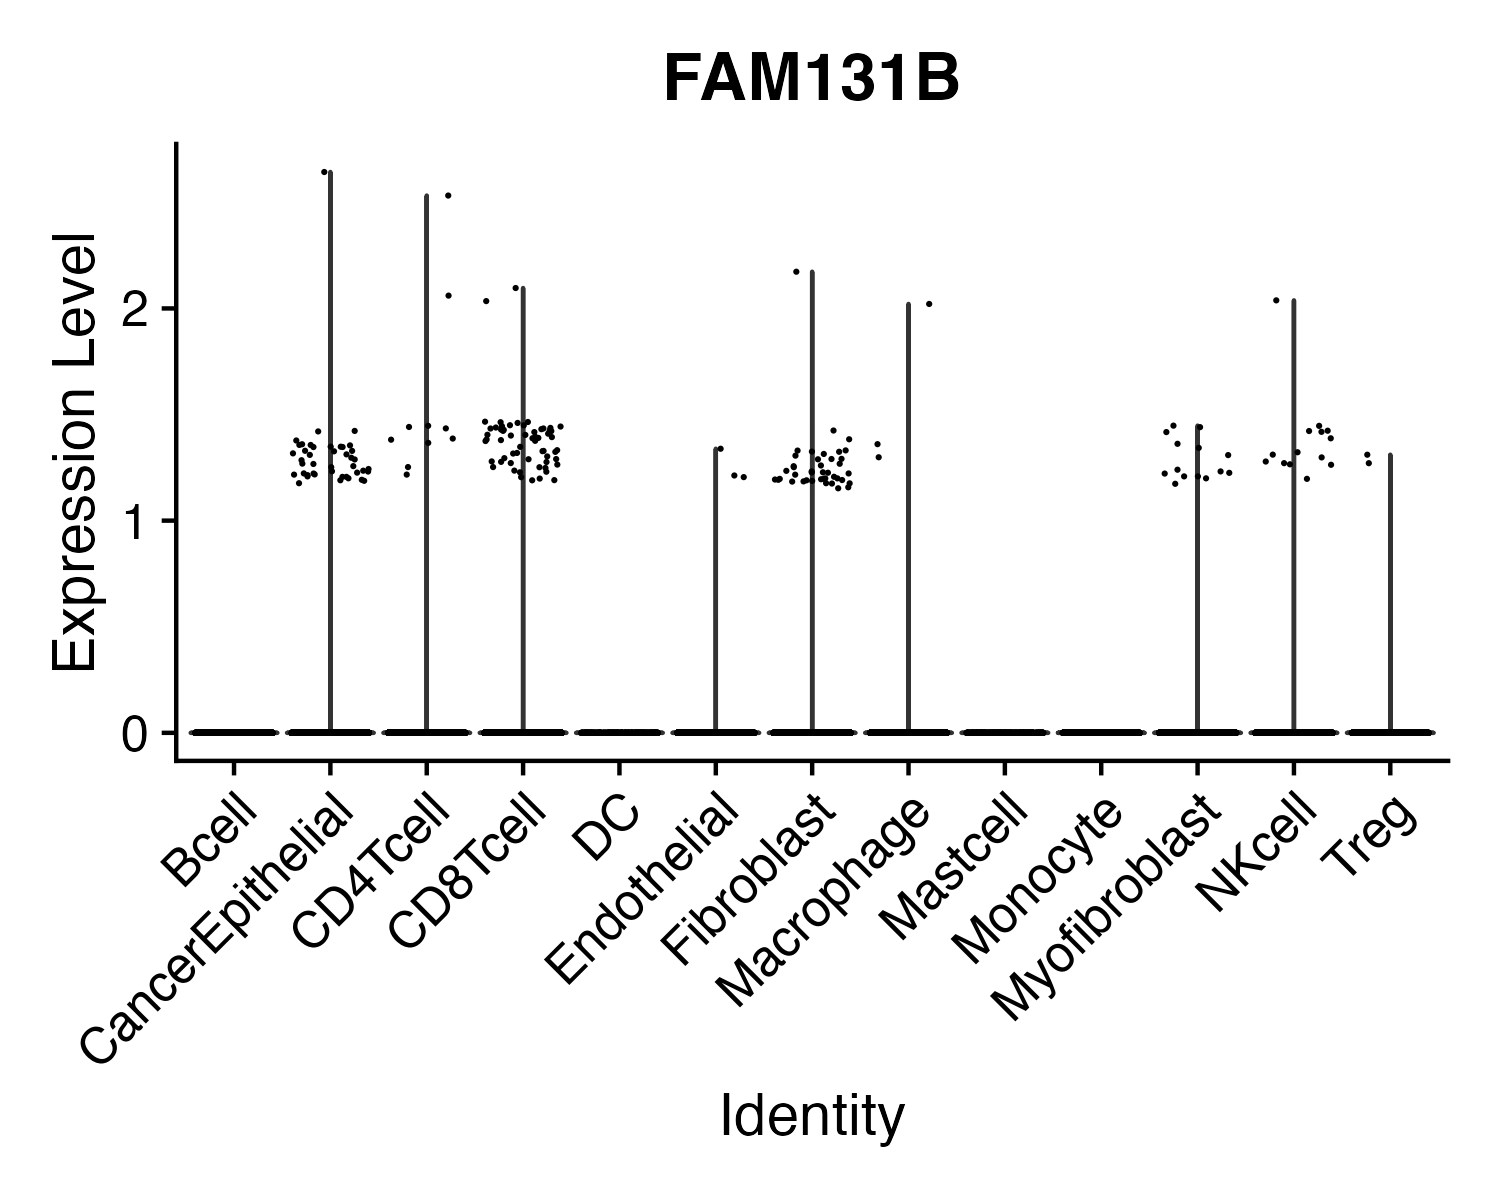 FAM131B
Expression Level
2
1
0
Bcell
CancerEpithelial
CD4Tcell
CD8Tcell
DC
Endothelial
Fibroblast
Macrophage
Mastcell
Monocyte
Myofibroblast
NKcell
Treg
Identity